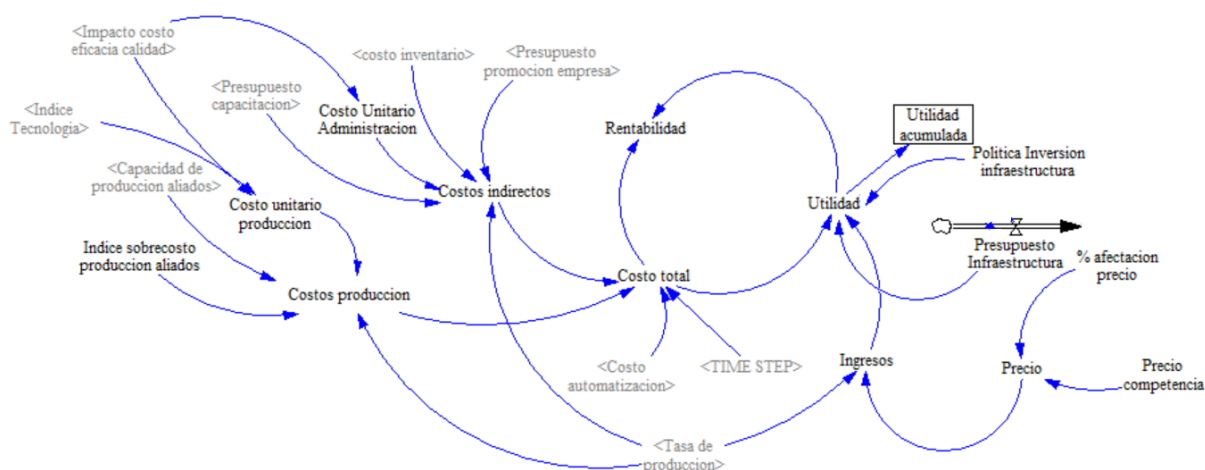 <Impacto costo
eficacia calidad>
<costo inventario>
<Presupuesto
promocion empresa>
<Presupuesto
capacitacion>
Costo Unitario
Administracion
<Indice
Tecnologia>
Rentabilidad
Utilidad
acumulada
Politica Inversion
infraestructura
<Capacidad de
produccion aliados>
Costos indirectos
Costo unitario
produccion
Utilidad
Indice sobrecosto
produccion aliados
Presupuesto
Infraestructura
% afectacion
precio
Costos produccion
Costo total
<Costo
automatizacion>
<TIME STEP>
Ingresos
Precio
Precio
competencia
<Tasa de
produccion>